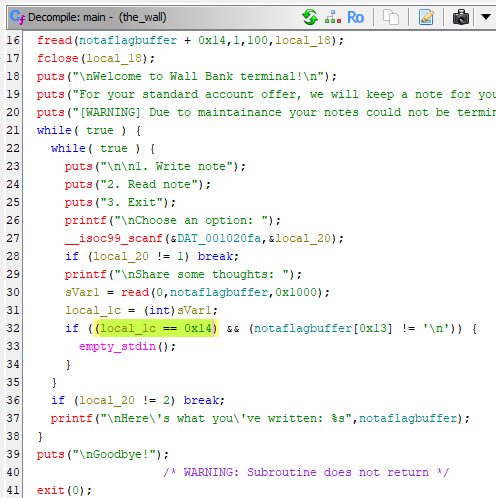 Decompile: main - (the_wall)
Ro
16 fread(notaflagbuffer + 0x14,1,100,local_18);
17 fclose(local_18);
18 puts("\nWelcome to Wall Bank terminal!\n");
19 puts("For your standard account offer, we will keep a note for you
20 puts("[WARNING] Due to maintainance your notes could not be termin
21 while( true ) {
22 while( true ) {
23 puts("\n\n1. Write note");
24 puts("2. Read note");
25 puts("3. Exit");
26 printf("\nChoose an option: ");
27 __isoc99_scanf(&DAT_001020fa,&local_20);
28 if (local_20 != 1) break;
29 printf("\nShare some thoughts: ");
30 sVar1 = read(0,notaflagbuffer,0x1000);
31 local_1c = (int)sVar1;
32 if ((local_1c == 0x14) && (notaflagbuffer[0x13] != '\n')) {
33 empty_stdin();
34 }
35 }
36 if (local_20 != 2) break;
37 printf("\nHere\'s what you\'ve written: %s",notaflagbuffer);
38 }
39 puts("\nGoodbye!");
40 /* WARNING: Subroutine does not return */
41 exit(0);